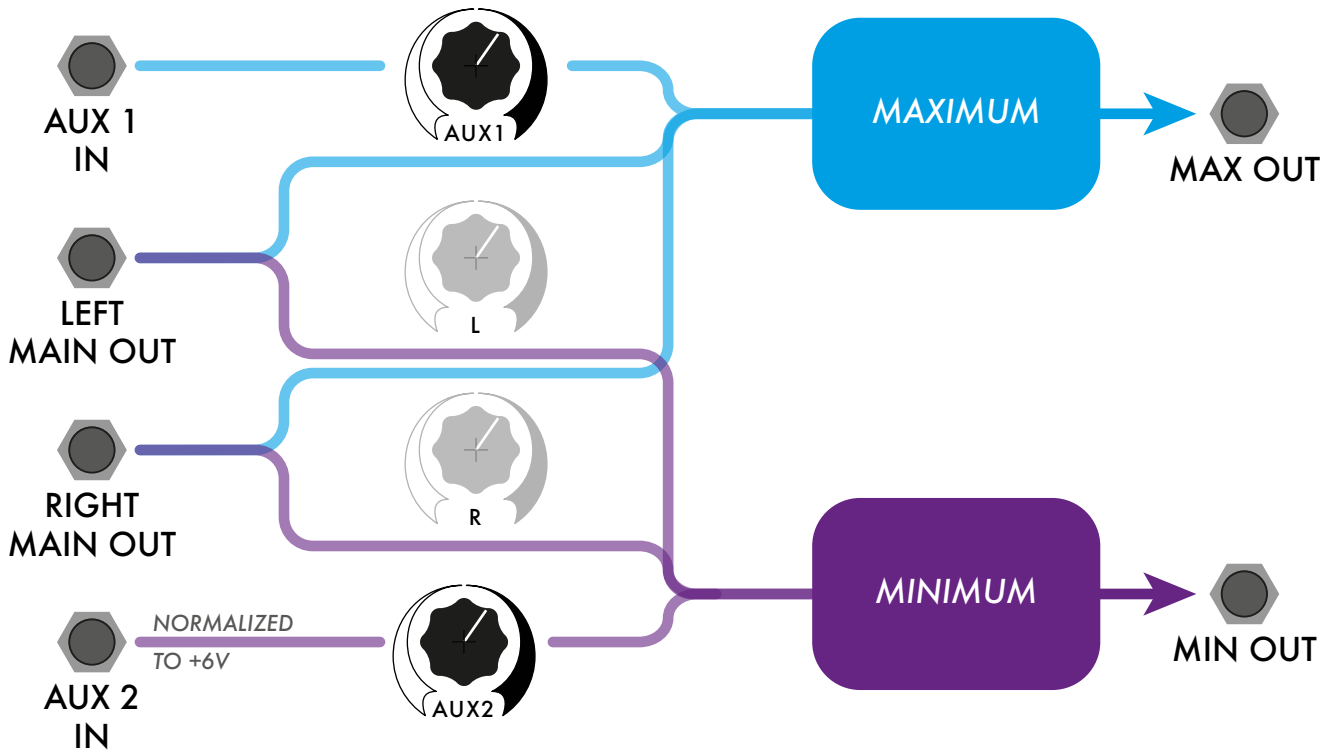 AUX 1
IN
AUX1
MAXIMUM
MAX OUT
LEFT
MAIN OUT
L
RIGHT
MAIN OUT
R
AUX 2
IN
NORMALIZED
TO +6V
AUX2
MINIMUM
MIN OUT